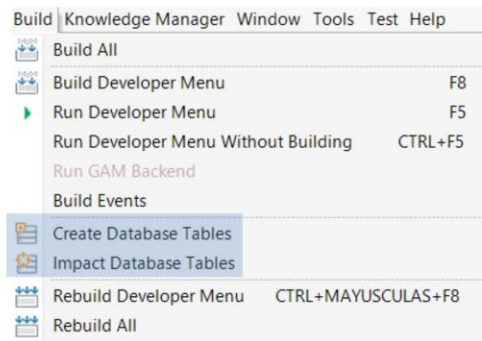 Build Knowledge Manager Window Tools Test Help
Build All
Build Developer Menu F8
Run Developer Menu F5
Run Developer Menu Without Building CTRL+F5
Run GAM Backend
Build Events
Create Database Tables
Impact Database Tables
Rebuild Developer Menu CTRL+MAYUSCULAS+F8
Rebuild All